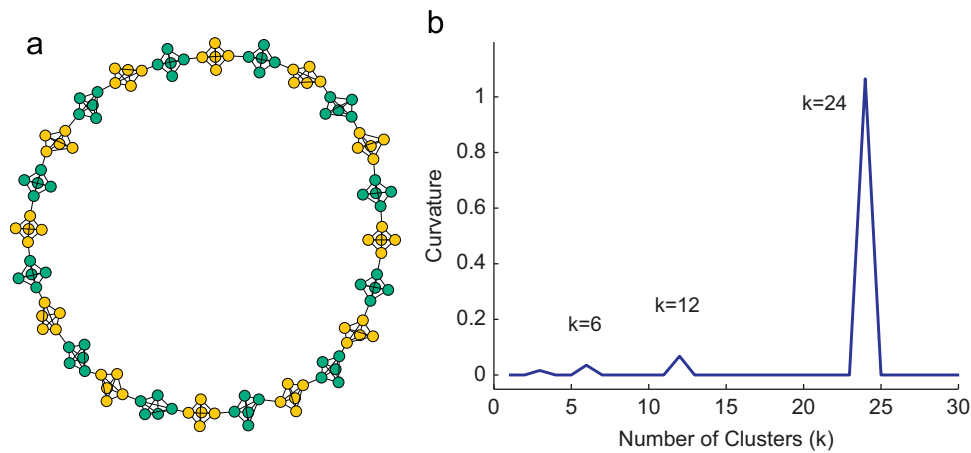 a
b
k=24
k=12
k=6
Curvature
1
0.8
0.6
0.4
0.2
0
0 5 10 15 20 25 30
Number of Clusters (k)